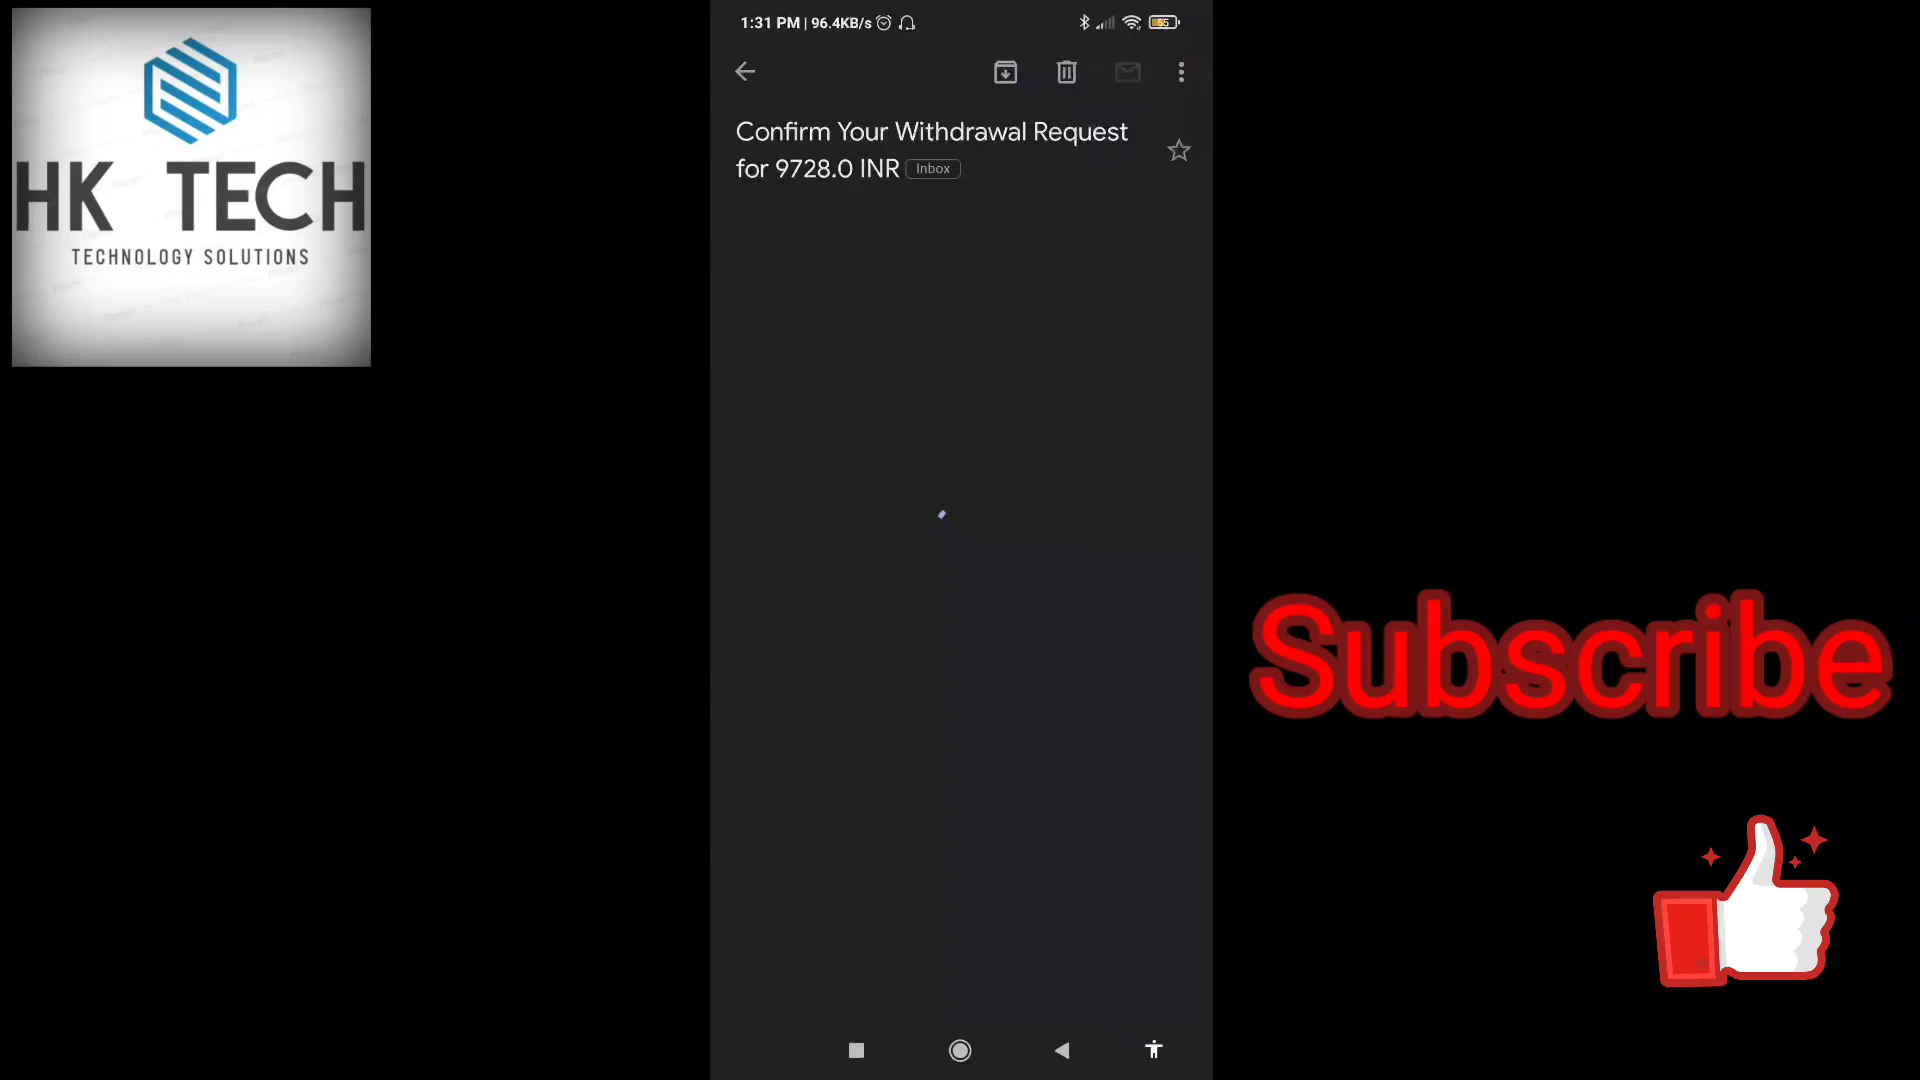 HK TECH
TECHNOLOGY SOLUTIONS
1:31 PM | 96.4KB/s
55
Confirm Your Withdrawal Request
for 9728.0 INR Inbox
Subscribe